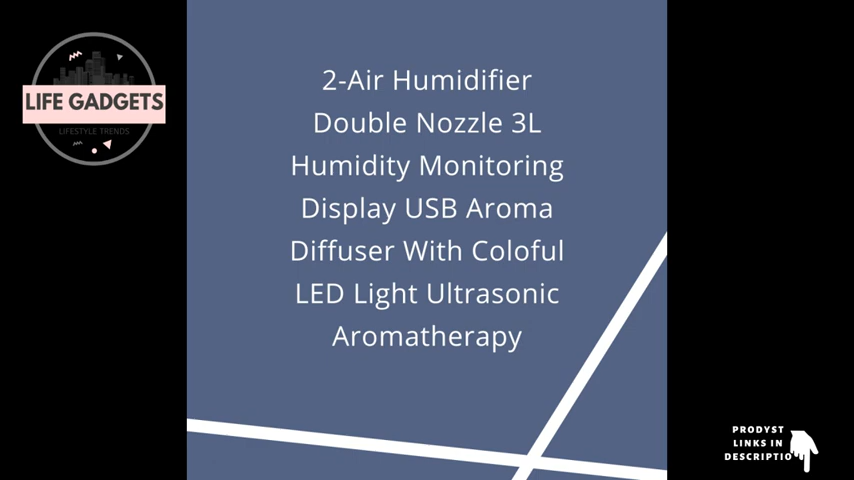 LIFE GADGETS
LIFESTYLE TRENDS
2-Air Humidifier
Double Nozzle 3L
Humidity Monitoring
Display USB Aroma
Diffuser With Coloful
LED Light Ultrasonic
Aromatherapy
PRODYST
LINKS IN
DESCRIPTIO